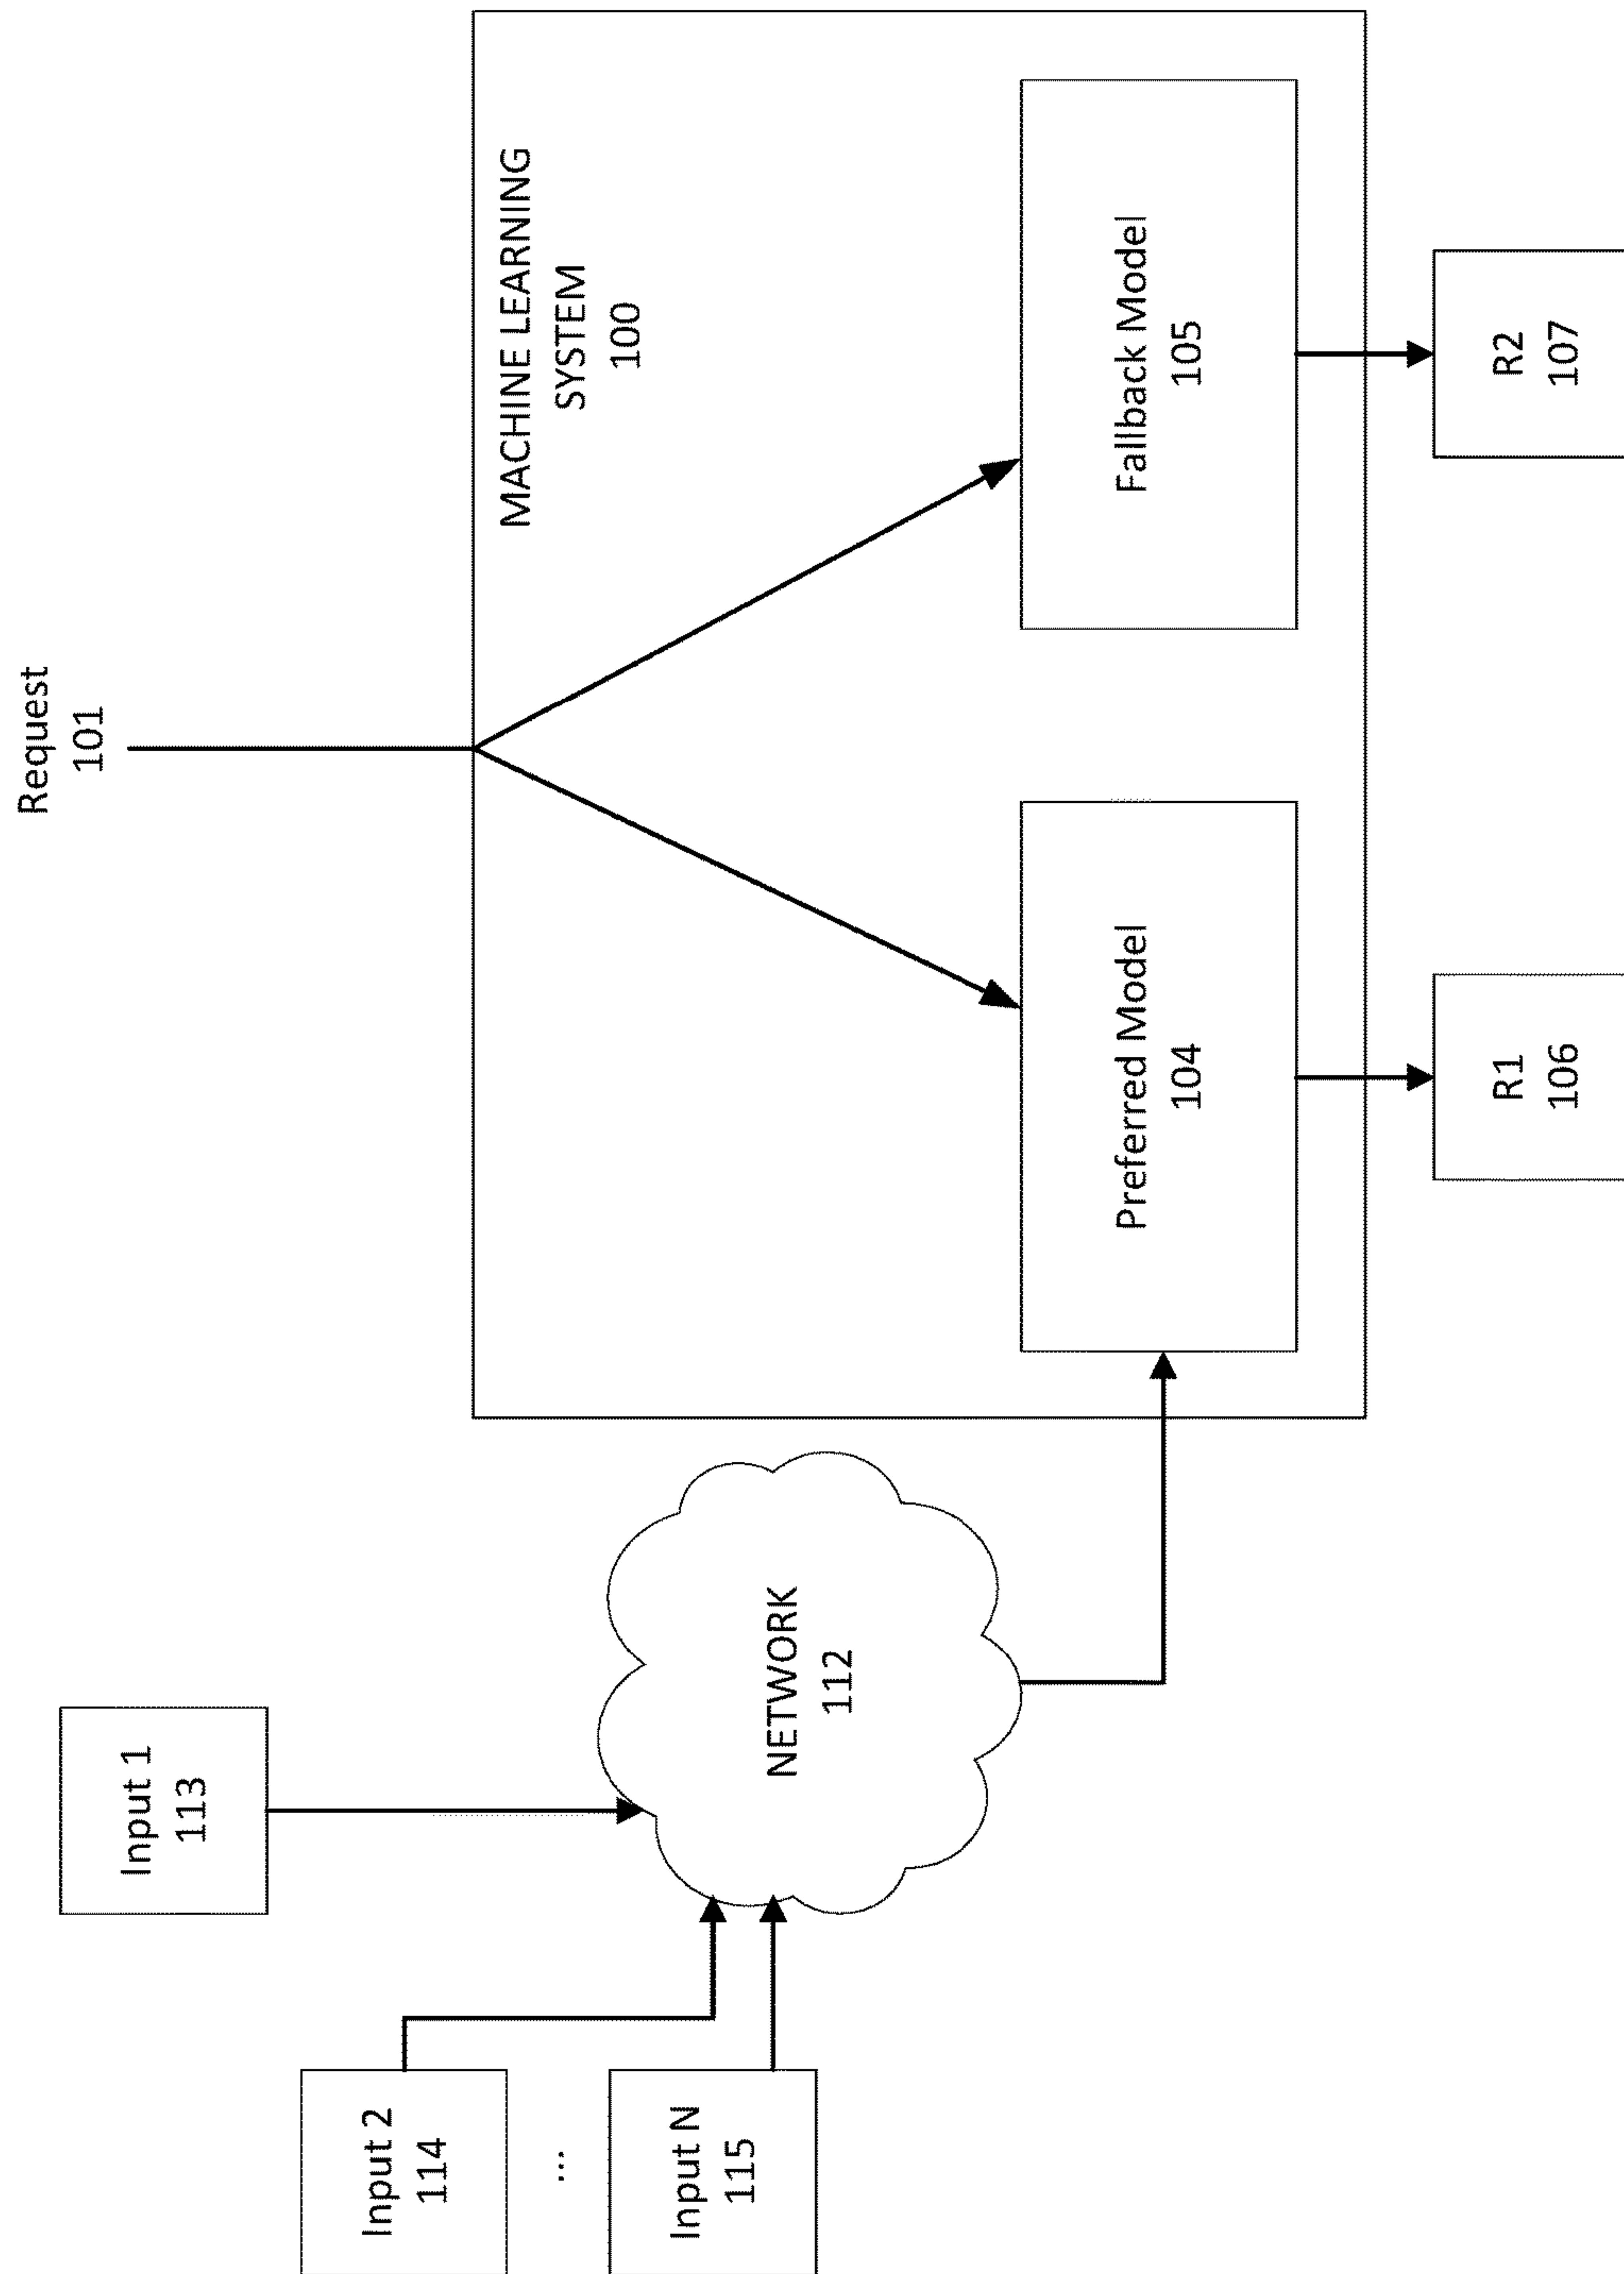 Request
101
MACHINE LEARNING
SYSTEM
100
Input 1
113
Input 2
114
...
Input N
115
NETWORK
112
Preferred Model
104
Fallback Model
105
R1
106
R2
107